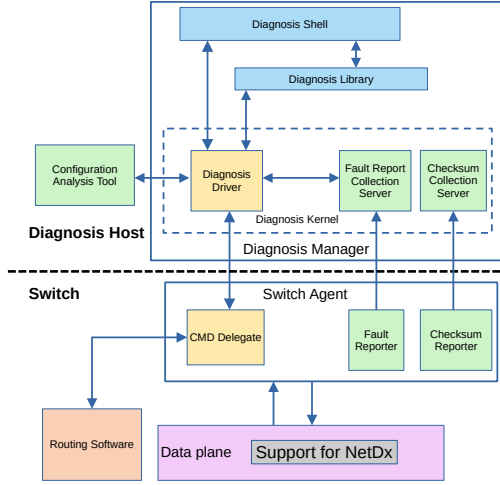 Diagnosis Shell
Diagnosis Library
Configuration
Analysis Tool
Diagnosis
Driver
Fault Report
Collection
Server
Checksum
Collection
Server
Diagnosis Kernel
Diagnosis Host
Diagnosis Manager
Switch
Switch Agent
CMD Delegate
Fault
Reporter
Checksum
Reporter
Routing Software
Data plane
Support for NetDx